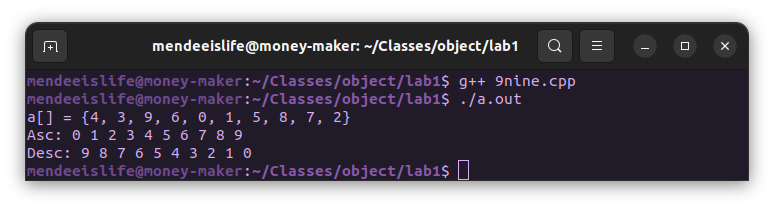 mendeeislife@money-maker: ~/Classes/object/lab1
mendeeislife@money-maker:~/Classes/object/lab1$ g++ 9nine.cpp
mendeeislife@money-maker:~/Classes/object/lab1$ ./a.out
a[] = {4, 3, 9, 6, 0, 1, 5, 8, 7, 2}
Asc: 0 1 2 3 4 5 6 7 8 9
Desc: 9 8 7 6 5 4 3 2 1 0
mendeeislife@money-maker:~/Classes/object/lab1$